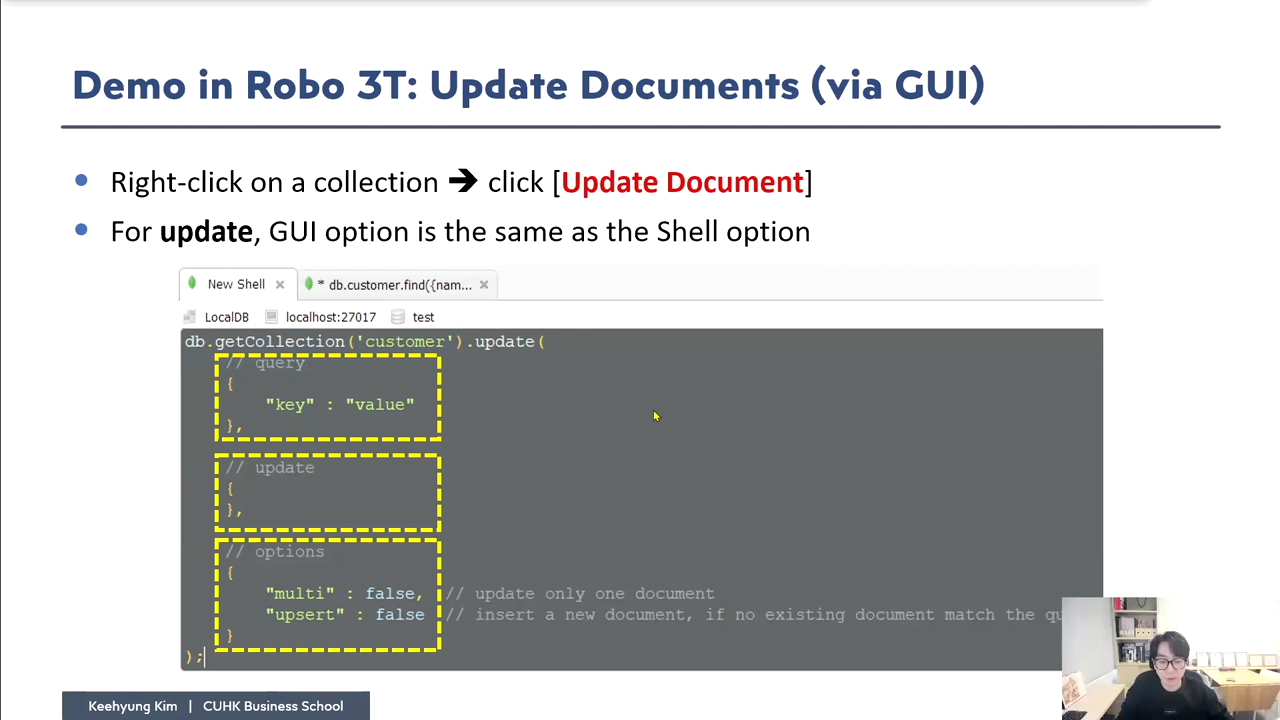 Demo in Robo 3T: Update Documents (via GUI)
Right-click on a collection ➔ click [Update Document]
For update, GUI option is the same as the Shell option
New Shell
* db.customer.find({nam...
LocalDB localhost:27017 test
db.getCollection('customer').update(
// query
{
"key" : "value"
},
// update
{
},
// options
{
"multi" : false, // update only one document
"upsert" : false // insert a new document, if no existing document match the
}
);
Keehyung Kim | CUHK Business School